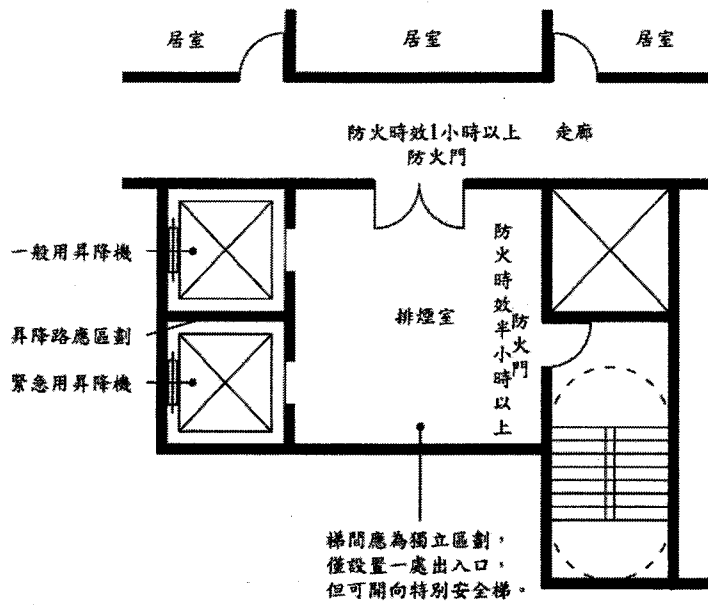 居室
居室
居室
防火時效1小時以上
防火門
走廊
一般用昇降機
昇降路應區劃
緊急用昇降機
排煙室
防火時效半小時以上
防火門
梯間應為獨立區劃，
僅設置一處出入口，
但可開向特別安全梯。